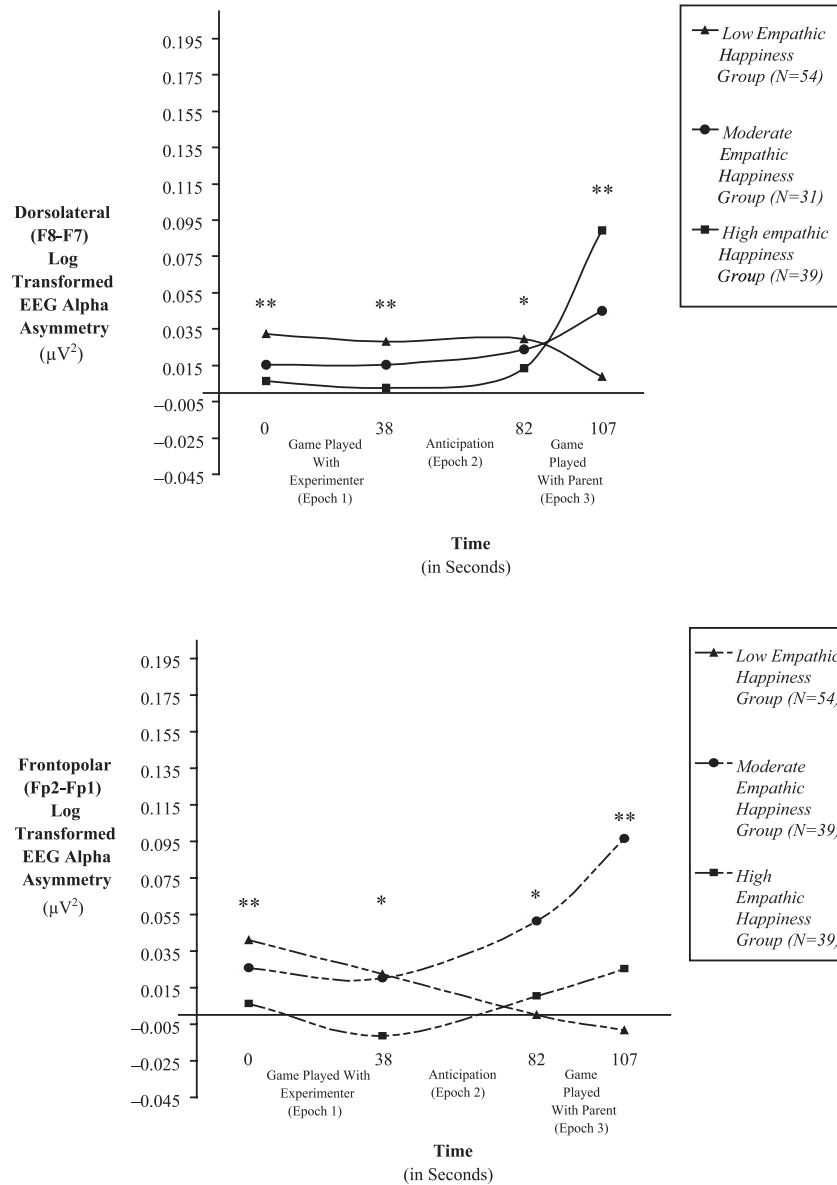 0.195
0.175
0.155
0.135
0.115
0.095
0.075
0.055
0.035
0.015
−0.005
−0.025
−0.045
Dorsolateral
(F8-F7)
Log
Transformed
EEG Alpha
Asymmetry
(µV²)
**
**
*
**
0
38
82
107
Game Played
With
Experimenter
(Epoch 1)
Anticipation
(Epoch 2)
Game
Played
With Parent
(Epoch 3)
Time
(in Seconds)
Low Empathic
Happiness
Group (N=54)
Moderate
Empathic
Happiness
Group (N=31)
High empathic
Happiness
Group (N=39)
0.195
0.175
0.155
0.135
0.115
0.095
0.075
0.055
0.035
0.015
−0.005
−0.025
−0.045
Frontopolar
(Fp2-Fp1)
Log
Transformed
EEG Alpha
Asymmetry
(µV²)
**
*
*
**
0
38
82
107
Game Played With
Experimenter
(Epoch 1)
Anticipation
(Epoch 2)
Game
Played
With Parent
(Epoch 3)
Time
(in Seconds)
Low Empathic
Happiness
Group (N=54)
Moderate
Empathic
Happiness
Group (N=39)
High
Empathic
Happiness
Group (N=39)